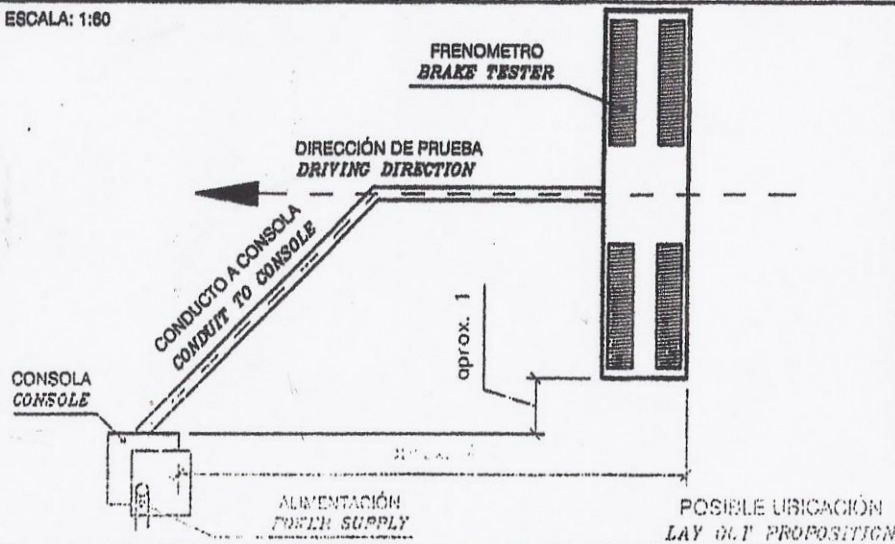 ESCALA: 1:60
FRENOMETRO
BRAKE TESTER
DIRECCIÓN DE PRUEBA
DRIVING DIRECTION
CONDUCTO A CONSOLA
CONDUIT TO CONSOLE
aprox. 1
CONSOLA
CONSOLE
ALIMENTACIÓN
POWER SUPPLY
POSIBLE UBICACIÓN
LAY OUT PROPOSITION